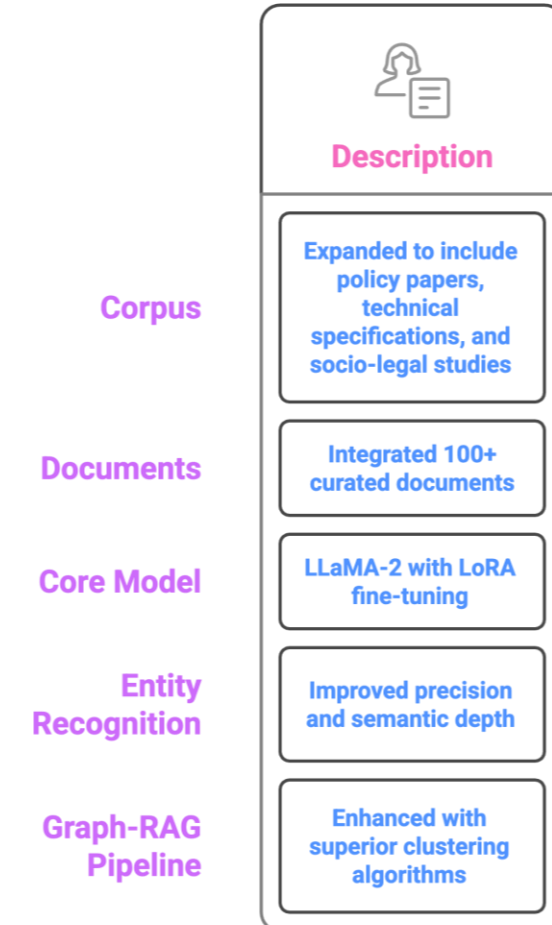 Description
Corpus
Expanded to include
policy papers,
technical
specifications, and
socio-legal studies
Documents
Integrated 100+
curated documents
Core Model
LLaMA-2 with LoRA
fine-tuning
Entity
Recognition
Improved precision
and semantic depth
Graph-RAG
Pipeline
Enhanced with
superior clustering
algorithms